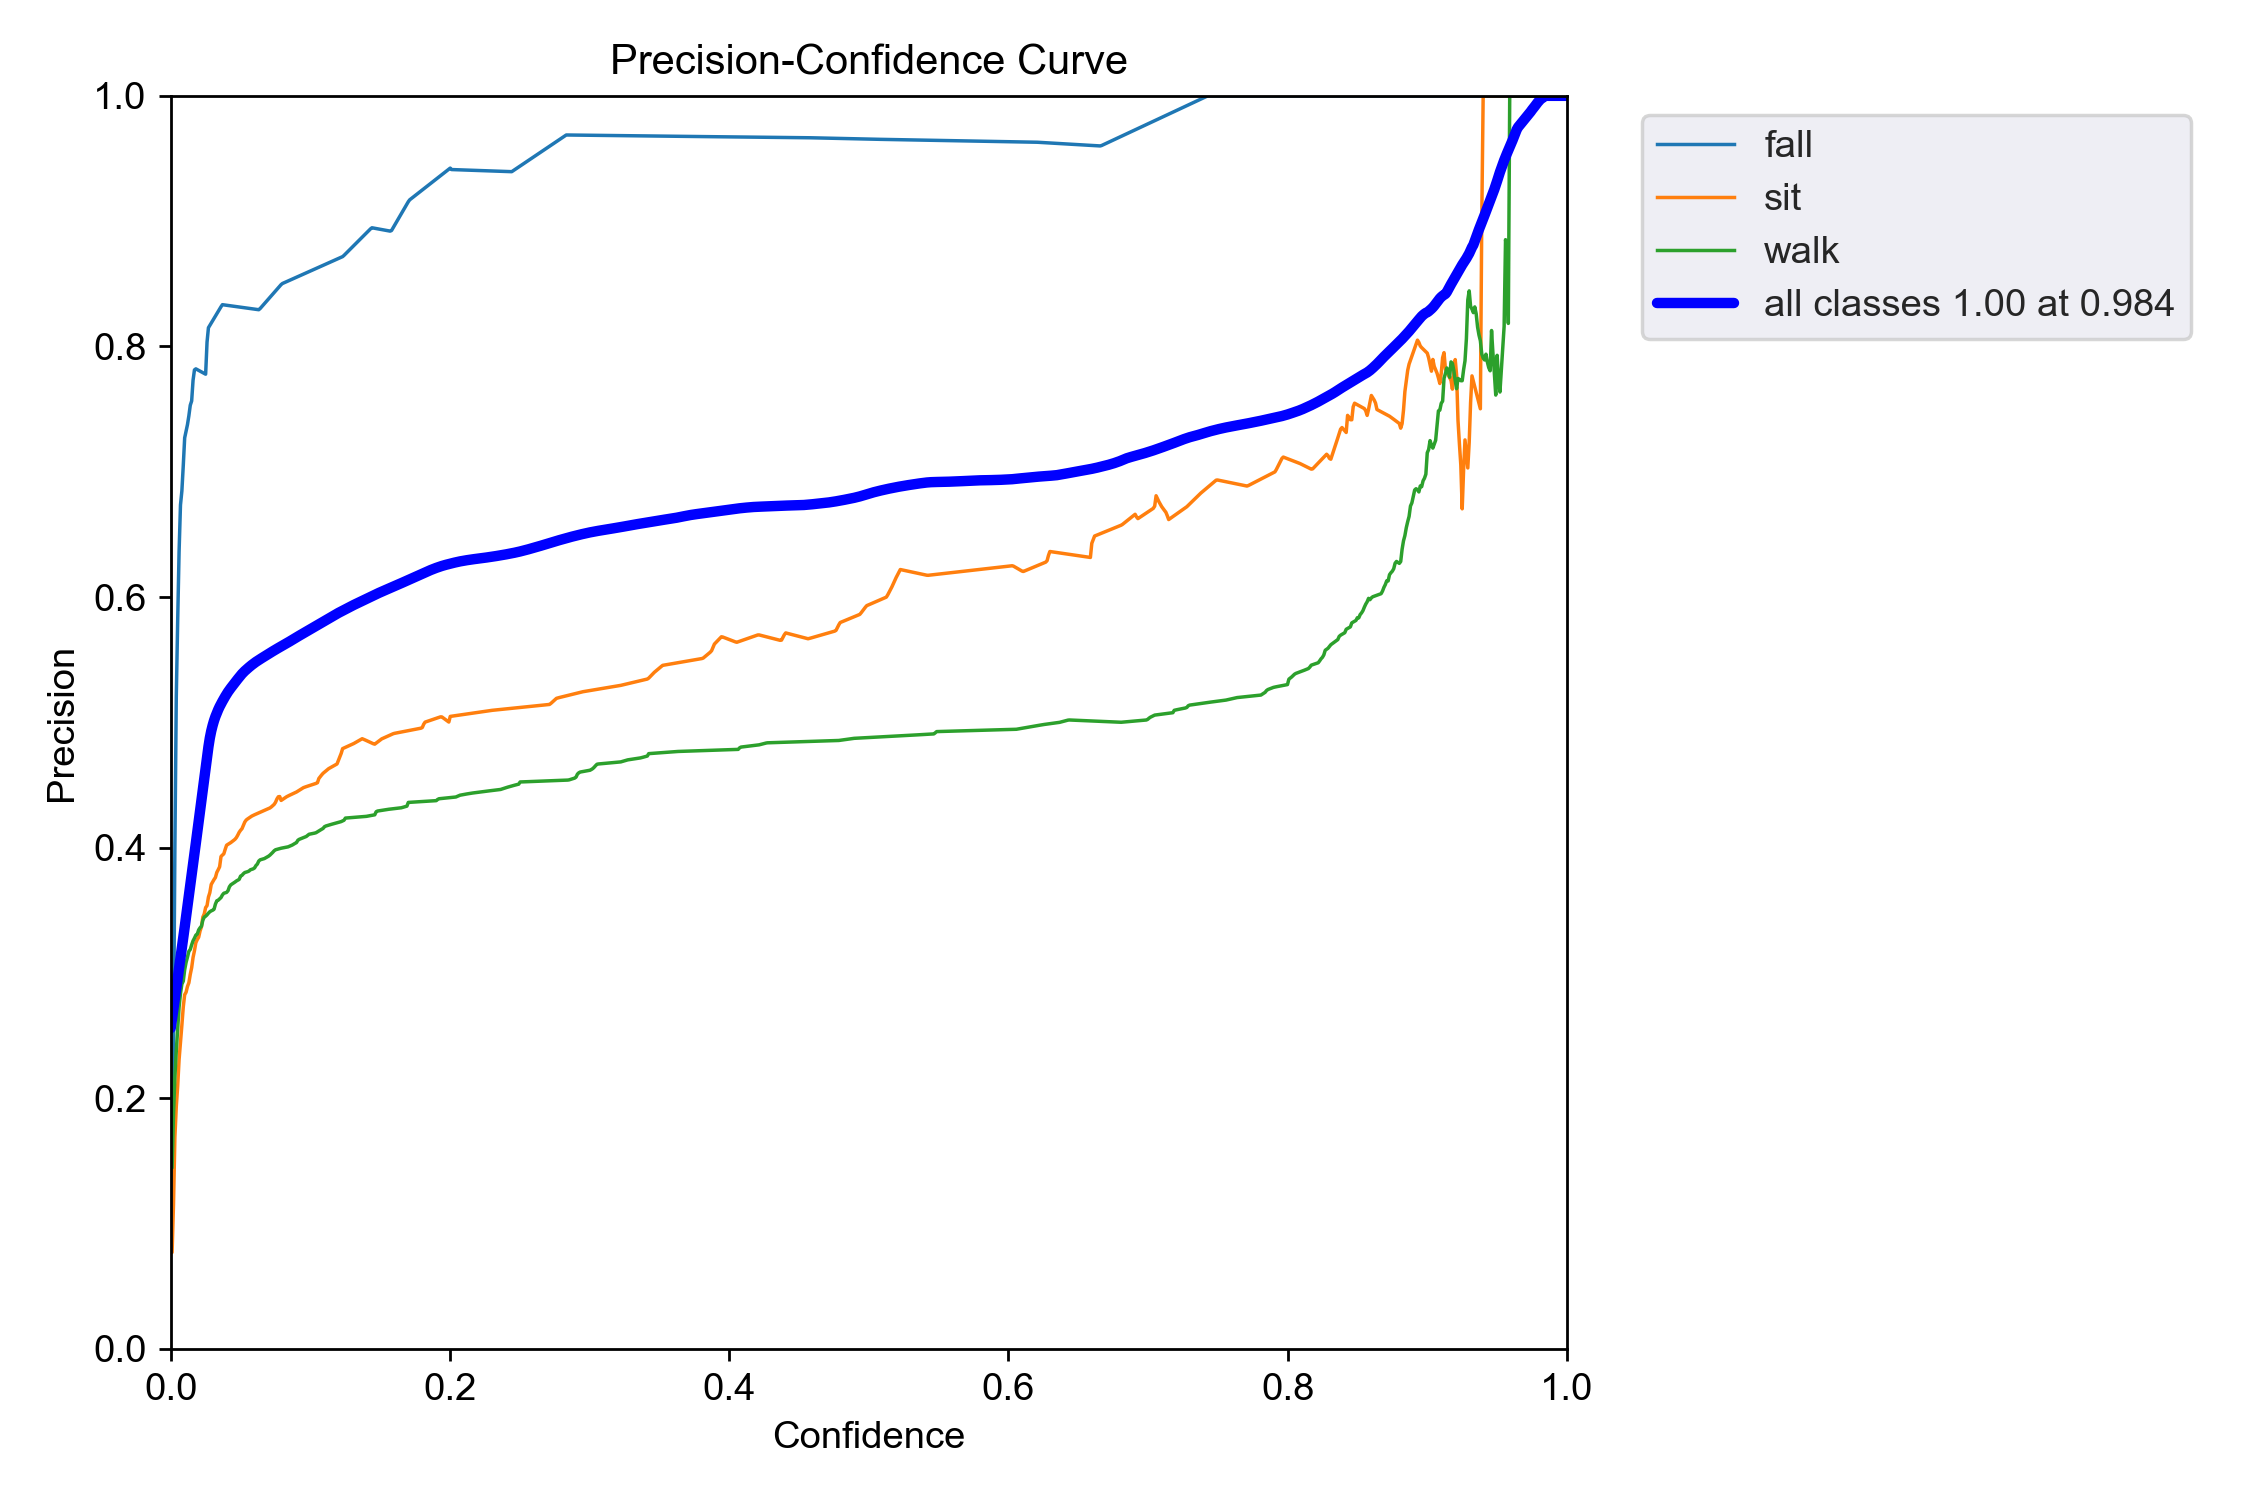 Precision-Confidence Curve
1.0
0.8
0.6
0.4
0.2
0.0
Precision
0.0 0.2 0.4 0.6 0.8 1.0
Confidence
fall
sit
walk
all classes 1.00 at 0.984